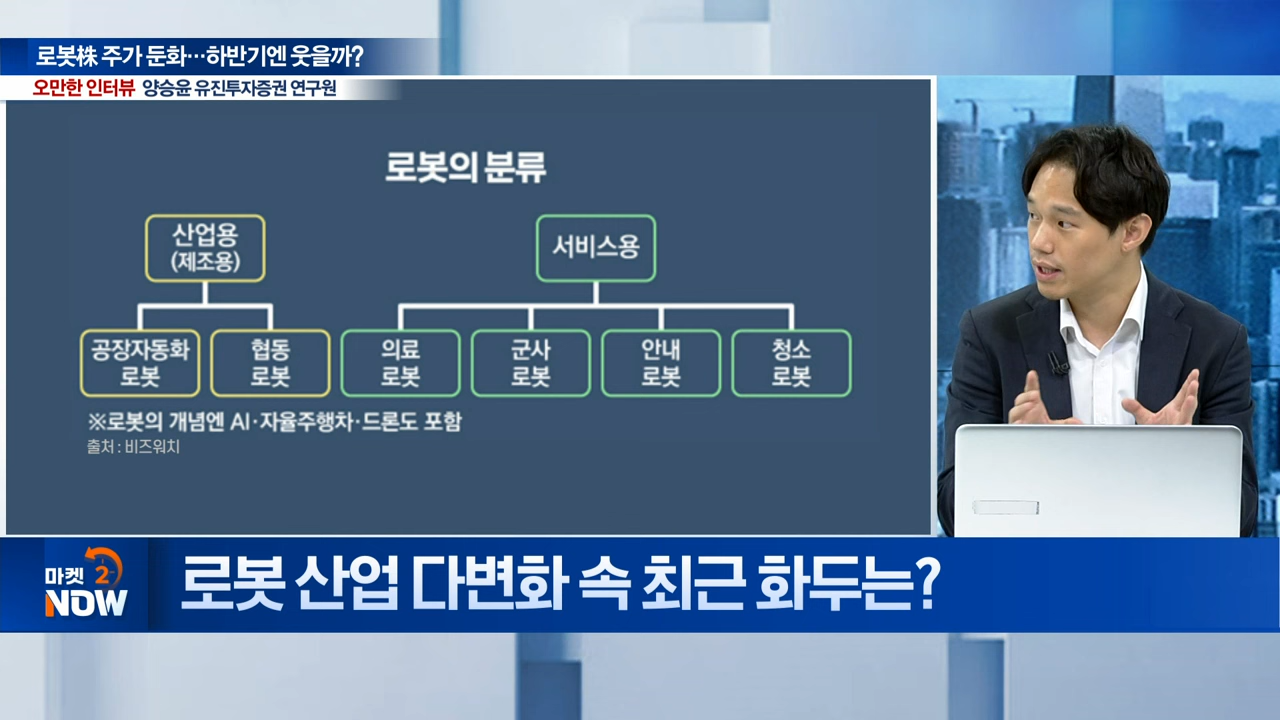 로봇株 주가 둔화…하반기엔 웃을까?
오만한 인터뷰 양승윤 유진투자증권 연구원
로봇의 분류
산업용
(제조용)
서비스용
공장자동화
로봇
협동
로봇
의료
로봇
군사
로봇
안내
로봇
청소
로봇
※로봇의 개념엔 AI·자율주행차·드론도 포함
출처 : 비즈워치
마켓 2
NOW
로봇 산업 다변화 속 최근 화두는?